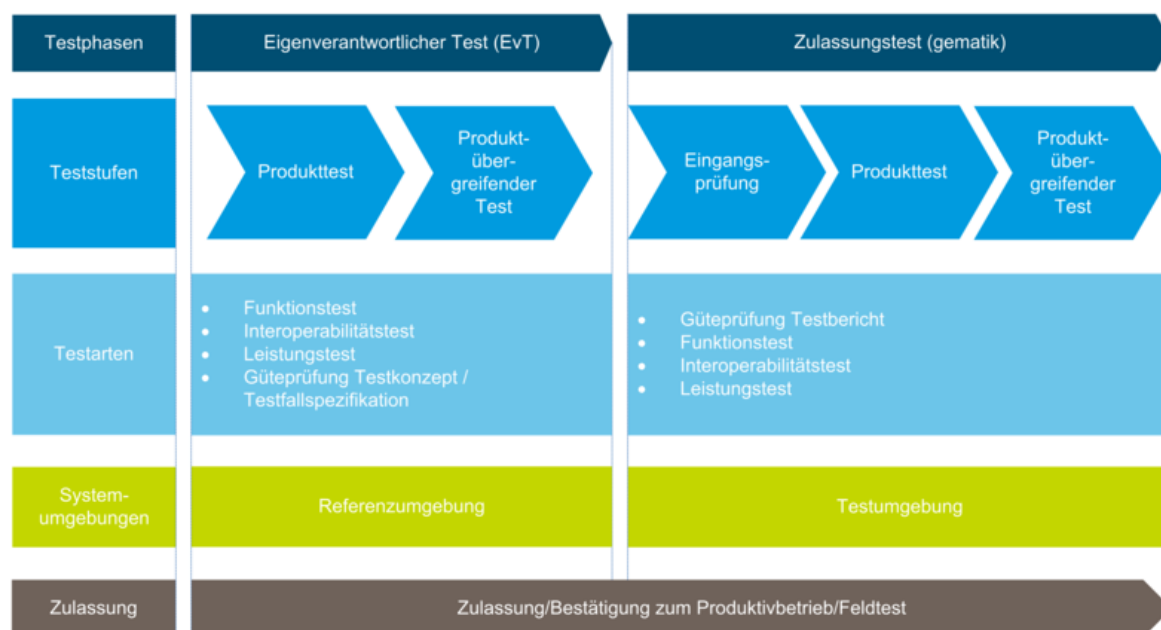 Testphasen
Eigenverantwortlicher Test (EvT)
Zulassungstest (gematik)
Teststufen
Produkttest
Produkt-
über-
greifender
Test
Eingangs-
prüfung
Produkttest
Produkt-
über-
greifender
Test
Testarten
• Funktionstest
• Interoperabilitätstest
• Leistungstest
• Güteprüfung Testkonzept /
Testfallspezifikation
• Güteprüfung Testbericht
• Funktionstest
• Interoperabilitätstest
• Leistungstest
System-
umgebungen
Referenzumgebung
Testumgebung
Zulassung
Zulassung/Bestätigung zum Produktivbetrieb/Feldtest